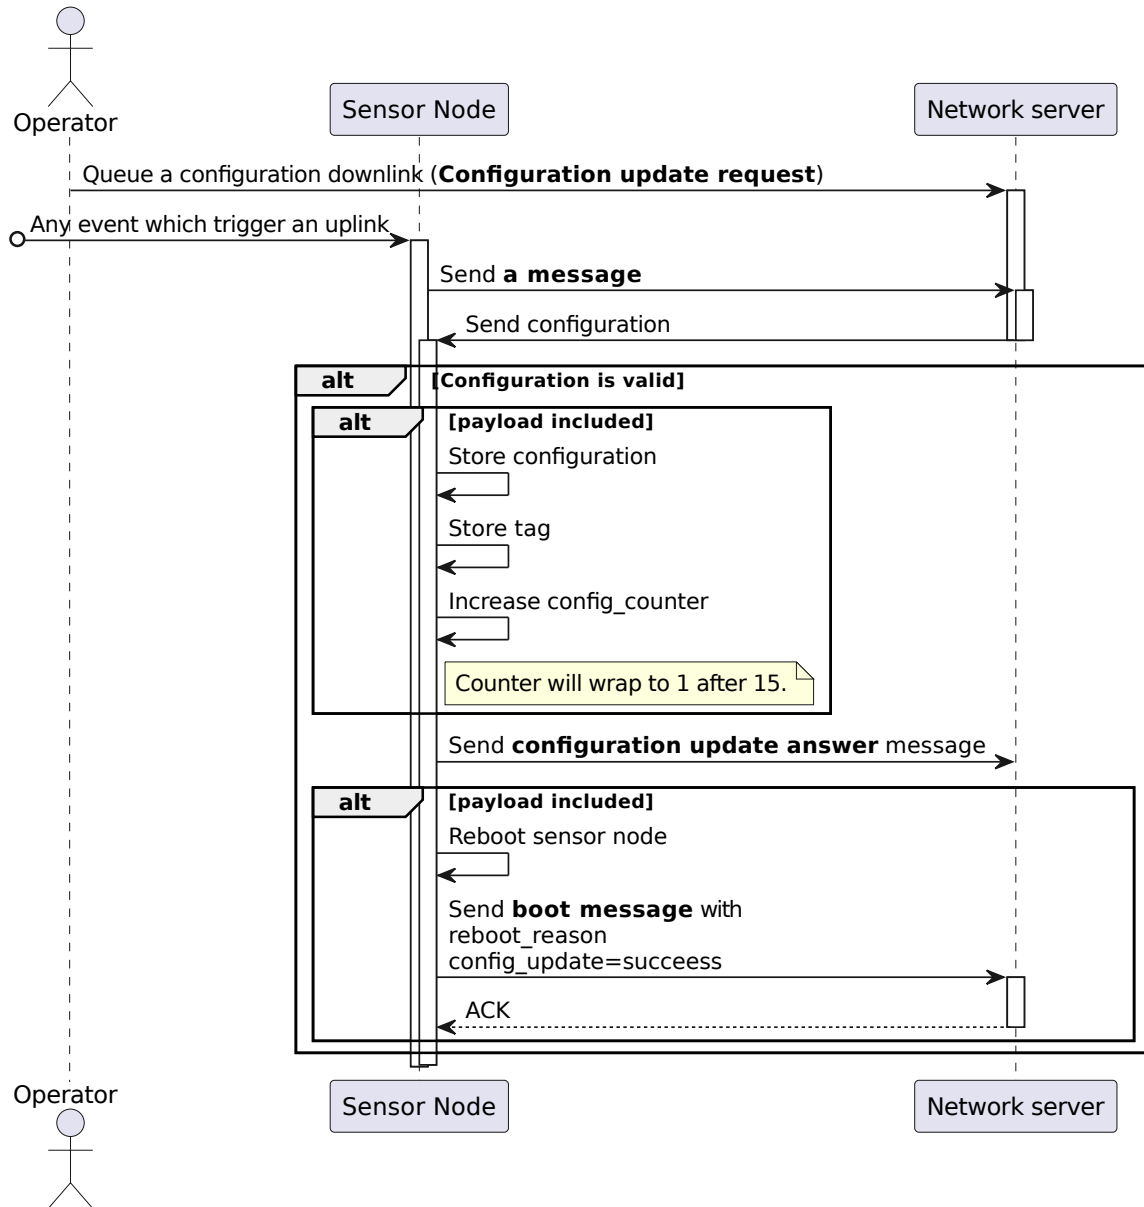 Operator
Sensor Node
Network server
Queue a configuration downlink (Configuration update request)
Any event which trigger an uplink
Send a message
Send configuration
alt [Configuration is valid]
alt [payload included]
Store configuration
Store tag
Increase config_counter
Counter will wrap to 1 after 15.
Send configuration update answer message
alt [payload included]
Reboot sensor node
Send boot message with
reboot_reason
config_update=succeess
ACK
Operator
Sensor Node
Network server